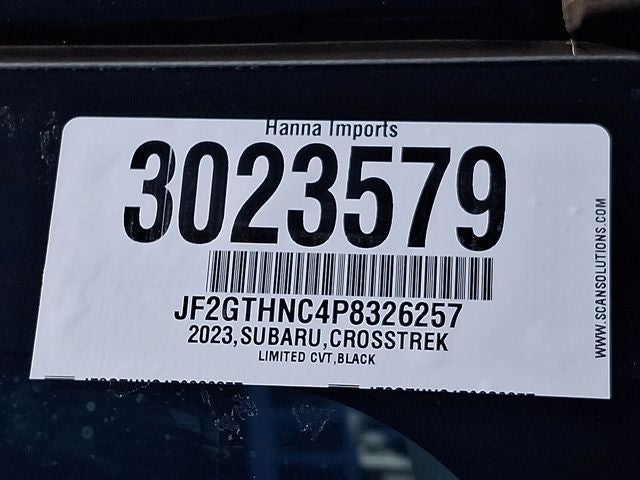 Hanna Imports
3023579
JF2GTHNC4P8326257
2023,SUBARU,CROSSTREK
LIMITED CVT,BLACK
WWW.SCANSOLUTIONS.COM